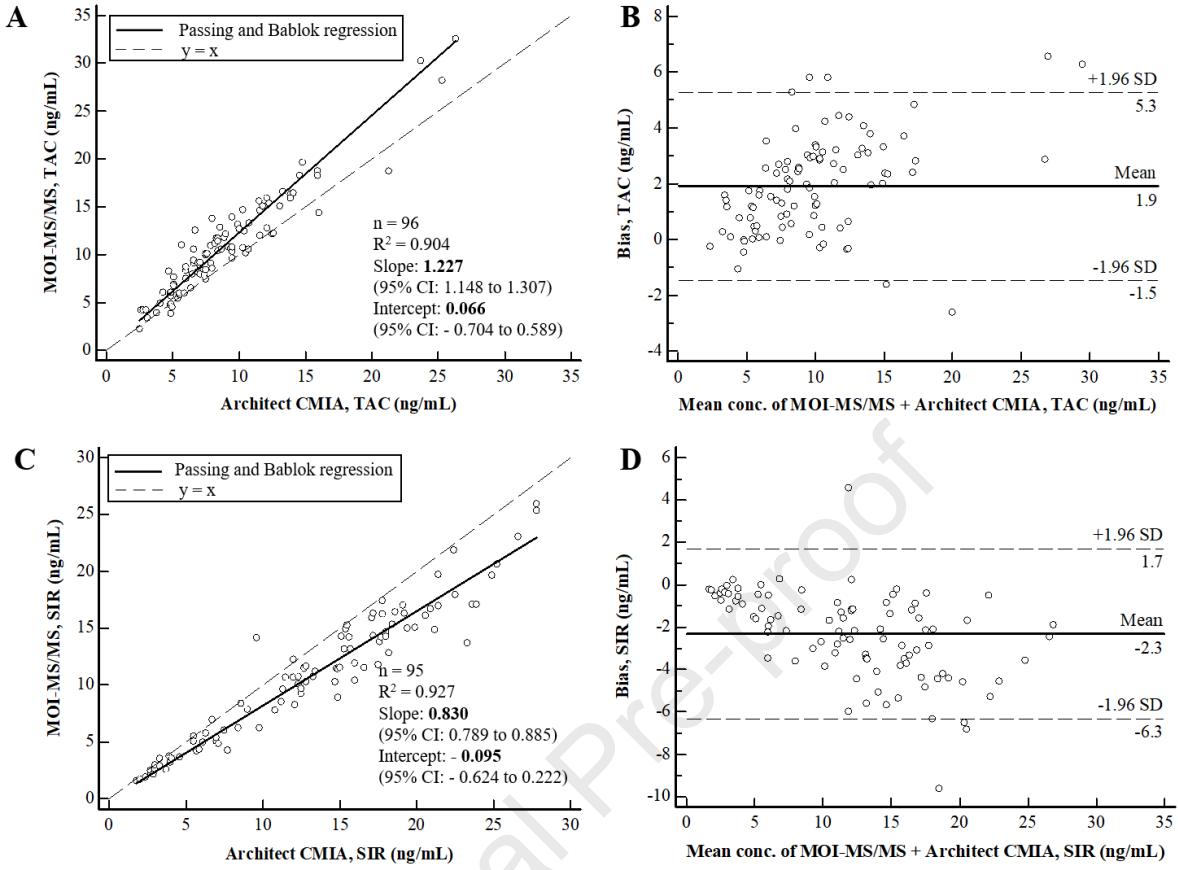 A
Passing and Bablok regression
y = x
MOI-MS/MS, TAC (ng/mL)
35
30
25
20
15
10
5
0
n = 96
R² = 0.904
Slope: 1.227
(95% CI: 1.148 to 1.307)
Intercept: 0.066
(95% CI: - 0.704 to 0.589)
0 5 10 15 20 25 30 35
Architect CMIA, TAC (ng/mL)
B
Bias, TAC (ng/mL)
8
6
4
2
0
-2
-4
+1.96 SD
5.3
Mean
1.9
-1.96 SD
-1.5
0 5 10 15 20 25 30 35
Mean conc. of MOI-MS/MS + Architect CMIA, TAC (ng/mL)
C
Passing and Bablok regression
y = x
MOI-MS/MS, SIR (ng/mL)
30
25
20
15
10
5
0
n = 95
R² = 0.927
Slope: 0.830
(95% CI: 0.789 to 0.885)
Intercept: - 0.095
(95% CI: - 0.624 to 0.222)
0 5 10 15 20 25 30
Architect CMIA, SIR (ng/mL)
D
Bias, SIR (ng/mL)
6
4
2
0
-2
-4
-6
-8
-10
+1.96 SD
1.7
Mean
-2.3
-1.96 SD
-6.3
0 5 10 15 20 25 30 35
Mean conc. of MOI-MS/MS + Architect CMIA, SIR (ng/mL)
al Pre-proof